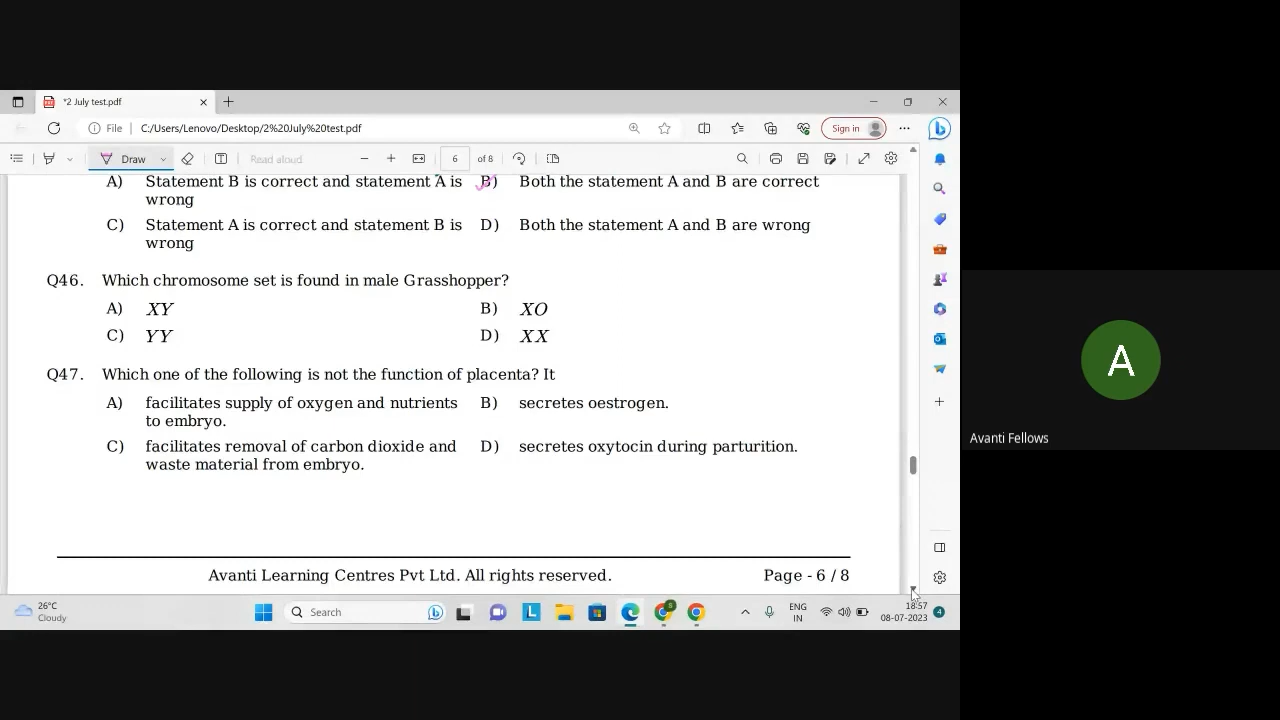 *2 July test.pdf
File C:/Users/Lenovo/Desktop/2%20July%20test.pdf
Sign in
Draw
Read aloud
6 of 8
A) Statement B is correct and statement A is wrong B) Both the statement A and B are correct
C) Statement A is correct and statement B is wrong D) Both the statement A and B are wrong
Q46. Which chromosome set is found in male Grasshopper?
A) XY B) XO
C) YY D) XX
Q47. Which one of the following is not the function of placenta? It
A) facilitates supply of oxygen and nutrients to embryo. B) secretes oestrogen.
C) facilitates removal of carbon dioxide and waste material from embryo. D) secretes oxytocin during parturition.
Avanti Learning Centres Pvt Ltd. All rights reserved. Page - 6 / 8
A
Avanti Fellows
26°C
Cloudy
Search
L
ENG
IN
18:57
08-07-2023
4